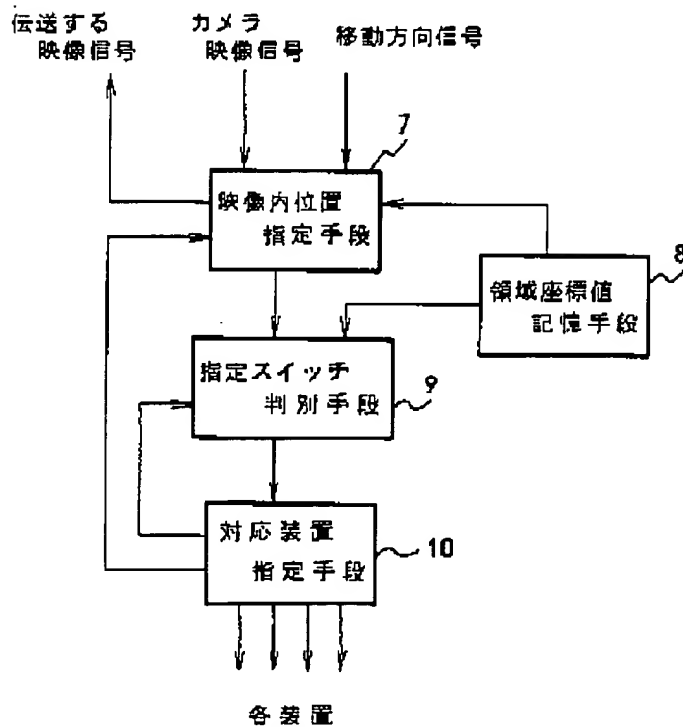 伝送する
映像信号
カメラ
映像信号
移動方向信号
7
映像内位置
指定手段
8
領域座標値
記憶手段
指定スイッチ
判別手段
9
対応装置
指定手段
10
各装置